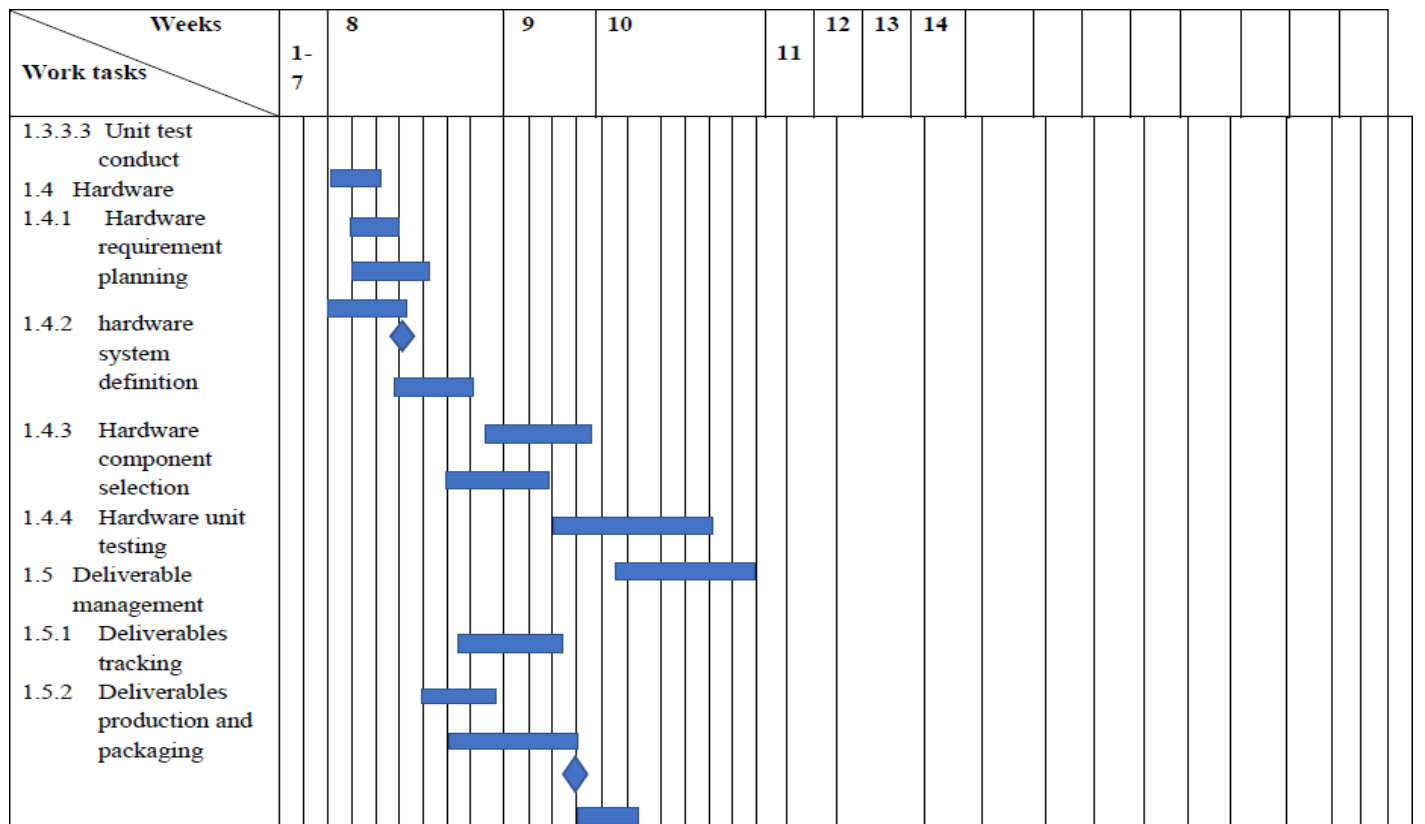 Weeks
Work tasks
1-
7
8
9
10
11
12
13
14
1.3.3.3 Unit test
conduct
1.4 Hardware
1.4.1 Hardware
requirement
planning
1.4.2 hardware
system
definition
1.4.3 Hardware
component
selection
1.4.4 Hardware unit
testing
1.5 Deliverable
management
1.5.1 Deliverables
tracking
1.5.2 Deliverables
production and
packaging